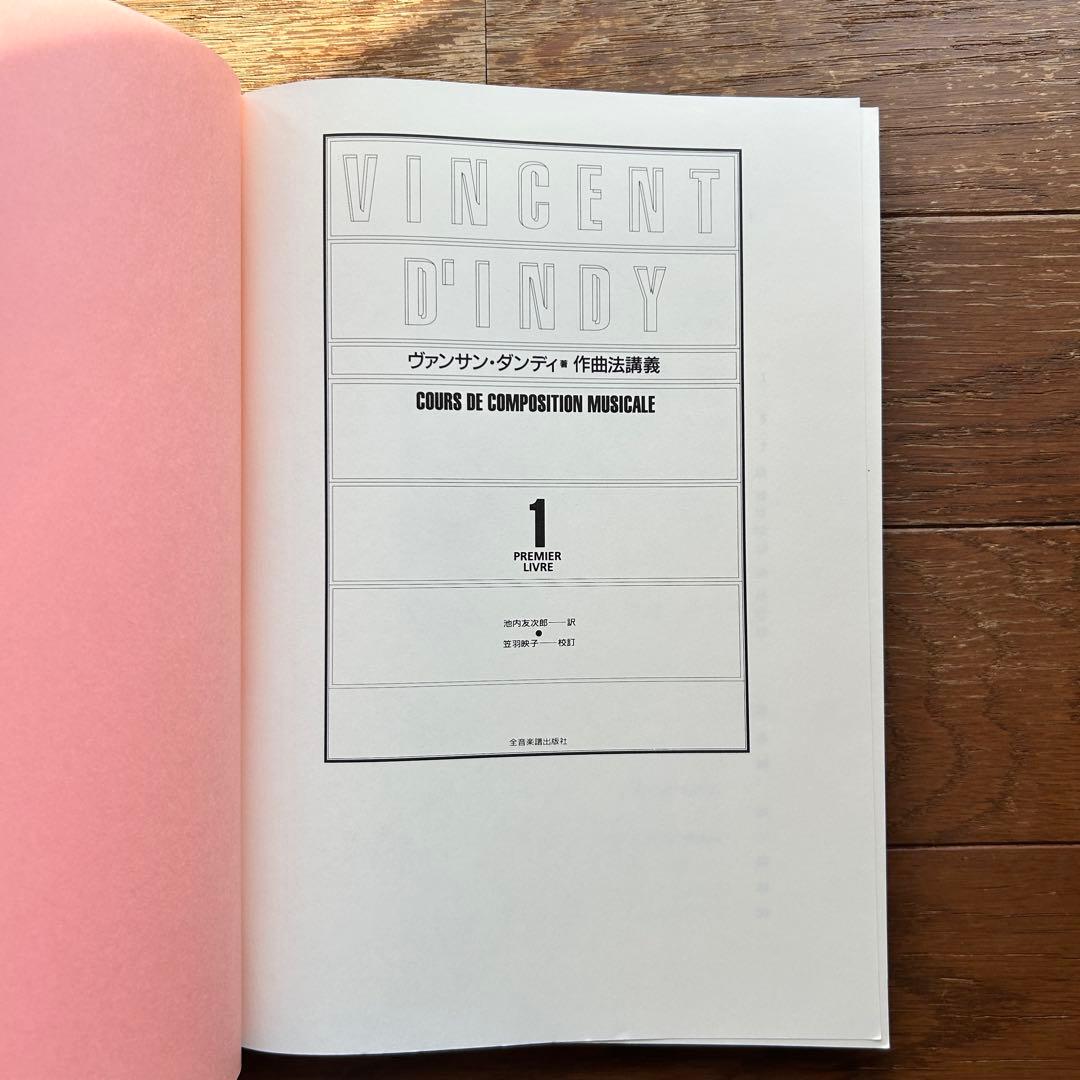 VINCENT
D'INDY
ヴァンサン・ダンディ著 作曲法講義
COURS DE COMPOSITION MUSICALE
1
PREMIER
LIVRE
池内友次郎——訳
●
笠羽映子——校訂
全音楽譜出版社